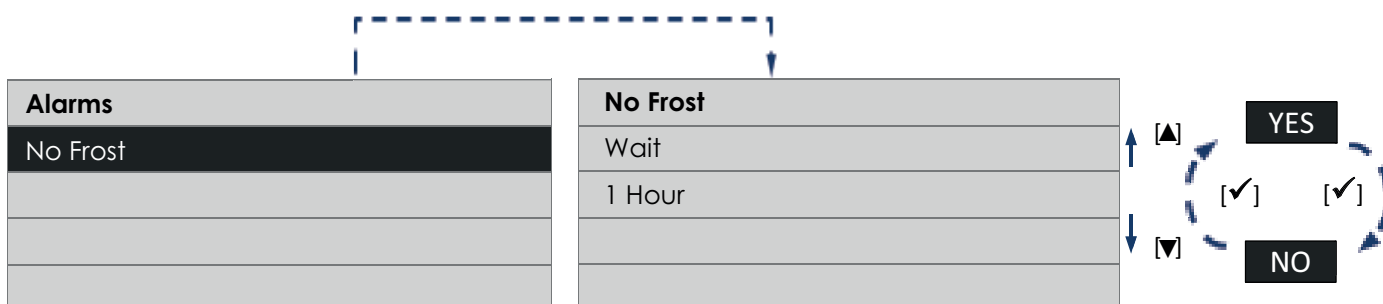 Alarms
No Frost
No Frost
Wait
1 Hour
[▲]
[▼]
YES
[✔] [✔]
NO